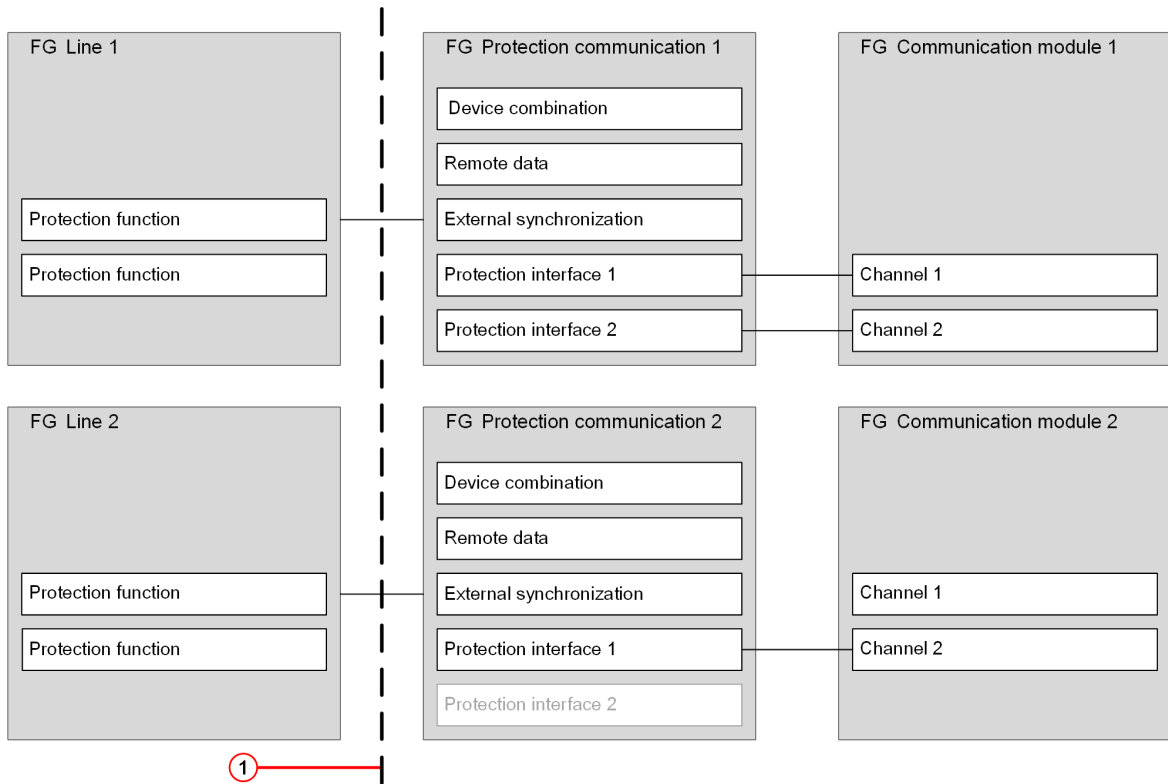 FG Line 1
Protection function
Protection function
FG Protection communication 1
Device combination
Remote data
External synchronization
Protection interface 1
Protection interface 2
FG Communication module 1
Channel 1
Channel 2
FG Line 2
Protection function
Protection function
FG Protection communication 2
Device combination
Remote data
External synchronization
Protection interface 1
Protection interface 2
FG Communication module 2
Channel 1
Channel 2
1